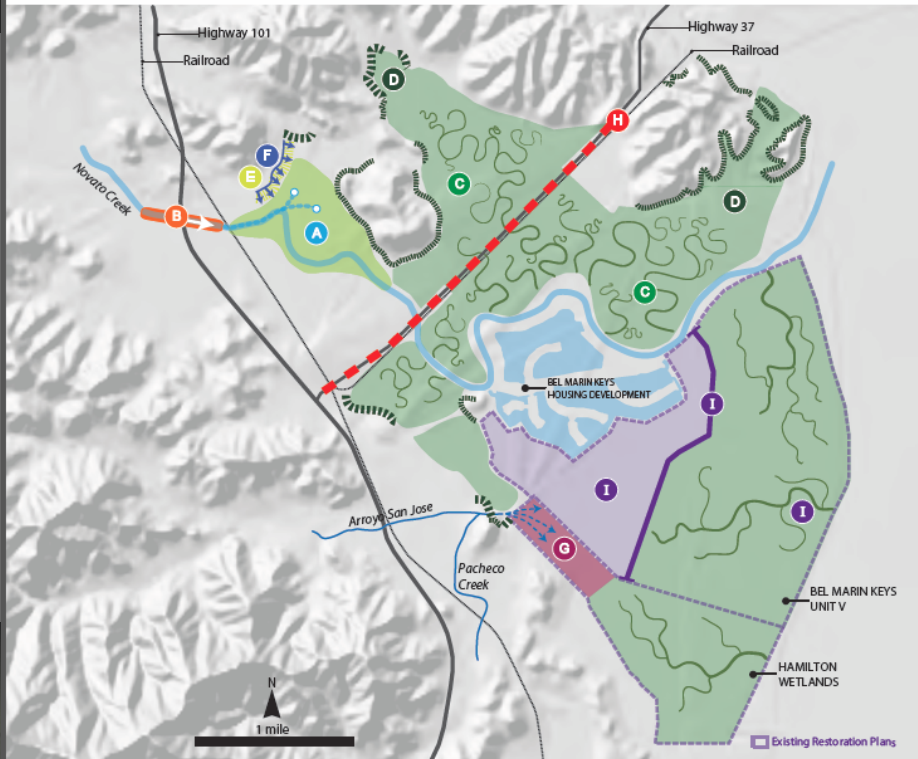 Highway 101
Railroad
Highway 37
Railroad
D
H
F
E
C
Novato Creek
B
A
D
C
BEL MARIN KEYS
HOUSING DEVELOPMENT
I
I
I
Arroyo San Jose
G
Pacheco
Creek
BEL MARIN KEYS
UNIT V
HAMILTON
WETLANDS
N
1 mile
Existing Restoration Plans